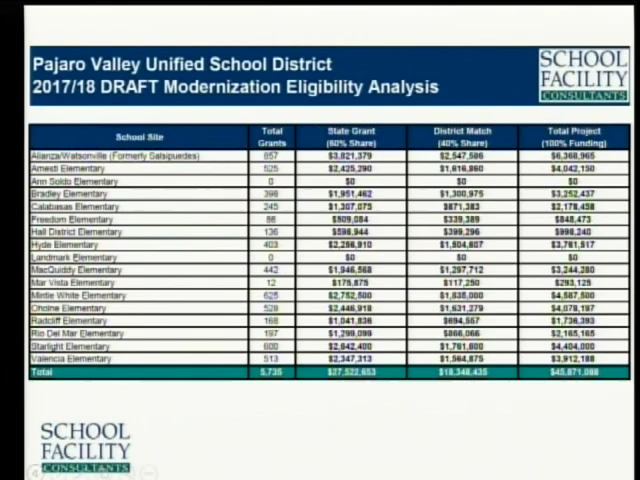 Pajaro Valley Unified School District
2017/18 DRAFT Modernization Eligibility Analysis
SCHOOL
FACILITY
CONSULTANTS
School Site Total Grants State Grant (60% Share) District Match (40% Share) Total Project (100% Funding)
Alianza/Watsonville (Formerly Salsipuedes) 857 $3,821,379 $2,547,586 $6,368,965
Amesti Elementary 525 $2,425,290 $1,616,860 $4,042,150
Ann Soldo Elementary 0 $0 $0 $0
Bradley Elementary 398 $1,951,462 $1,300,975 $3,252,437
Calabasas Elementary 245 $1,307,075 $871,383 $2,178,458
Freedom Elementary $509,084 $339,389 $848,473
Hall District Elementary 136 $598,944 $399,296 $998,240
Hyde Elementary 403 $2,256,910 $1,504,607 $3,761,517
Landmark Elementary 0 $0 $0 $0
MacQuiddy Elementary 442 $1,946,568 $1,297,712 $3,244,280
Mar Vista Elementary 12 $175,875 $117,250 $293,125
Mintie White Elementary 625 $2,752,500 $1,835,000 $4,587,500
Ohlone Elementary 528 $2,446,918 $1,631,279 $4,078,197
Radcliff Elementary 168 $1,041,836 $694,557 $1,736,393
Rio Del Mar Elementary 197 $1,299,099 $866,066 $2,165,165
Starlight Elementary 600 $2,642,400 $1,761,600 $4,404,000
Valencia Elementary 513 $2,347,313 $1,564,875 $3,912,188
Total 5,735 $27,522,653 $18,348,435 $45,871,088
SCHOOL
FACILITY
CONSULTANTS